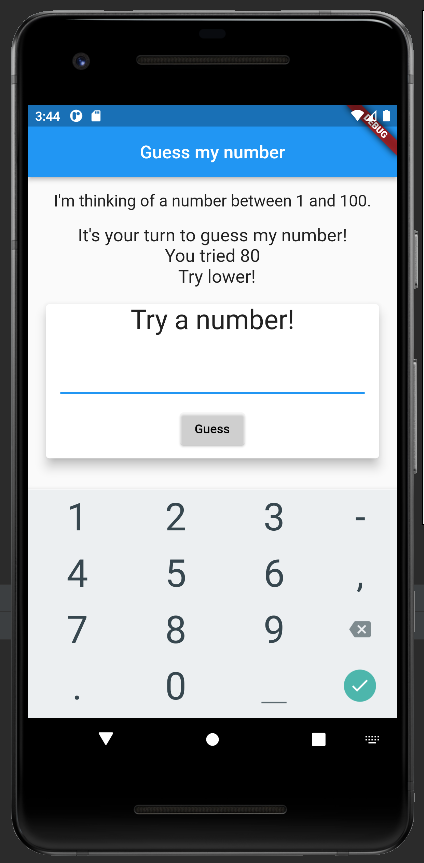 3:44
DEBUG
Guess my number
I'm thinking of a number between 1 and 100.
It's your turn to guess my number!
You tried 80
Try lower!
Try a number!
Guess
1 2 3 -
4 5 6 ,
7 8 9
. 0 _